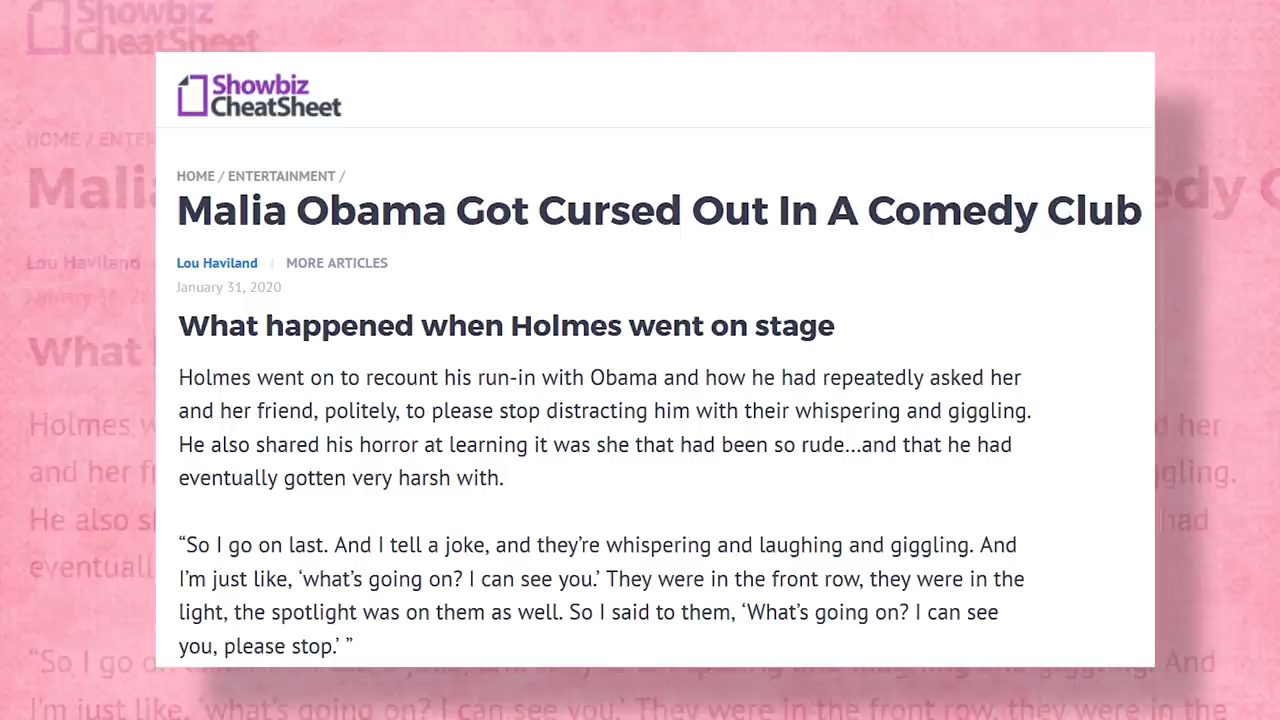 Showbiz
CheatSheet
HOME / ENTERTAINMENT /
Malia Obama Got Cursed Out In A Comedy Club
Lou Haviland | MORE ARTICLES
January 31, 2020
What happened when Holmes went on stage
Holmes went on to recount his run-in with Obama and how he had repeatedly asked her
and her friend, politely, to please stop distracting him with their whispering and giggling.
He also shared his horror at learning it was she that had been so rude...and that he had
eventually gotten very harsh with.
“So I go on last. And I tell a joke, and they’re whispering and laughing and giggling. And
I’m just like, ‘what’s going on? I can see you.’ They were in the front row, they were in the
light, the spotlight was on them as well. So I said to them, ‘What’s going on? I can see
you, please stop.’ ”